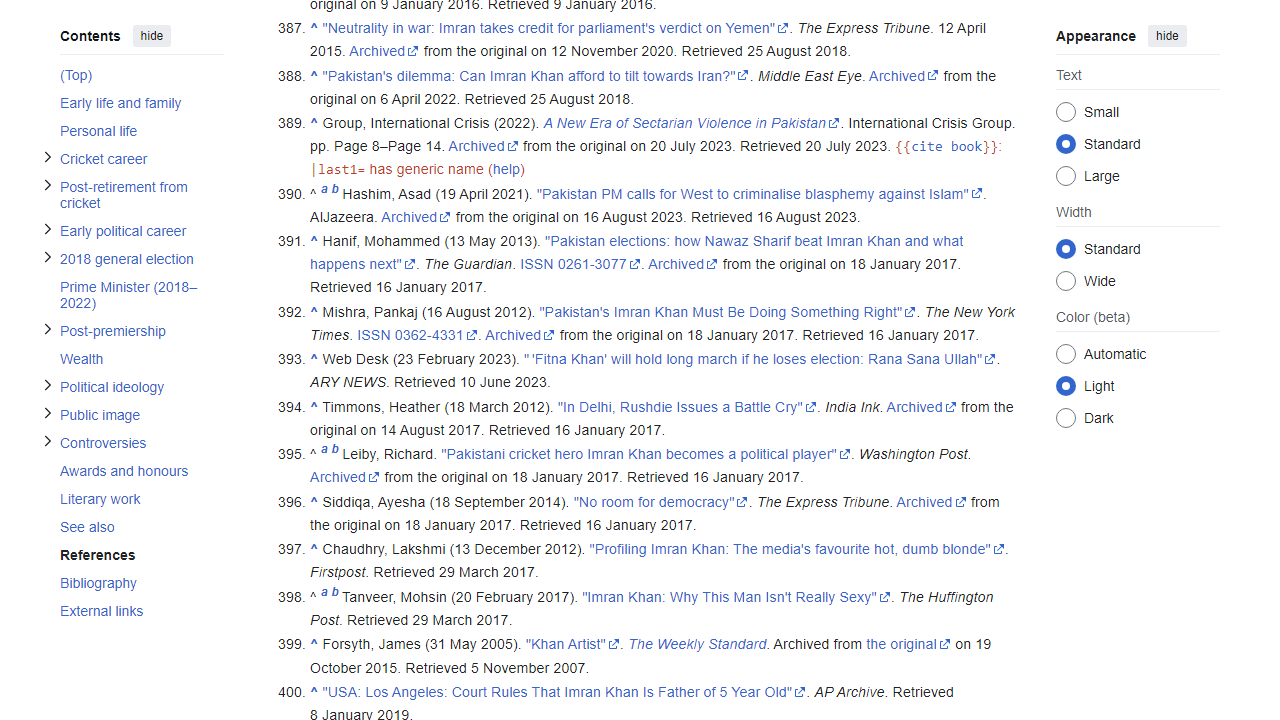 Contents hide
(Top)
Early life and family
Personal life
Cricket career
Post-retirement from
cricket
Early political career
2018 general election
Prime Minister (2018–
2022)
Post-premiership
Wealth
Political ideology
Public image
Controversies
Awards and honours
Literary work
See also
References
Bibliography
External links
original on 9 January 2016. Retrieved 9 January 2016.
387. ^ "Neutrality in war: Imran takes credit for parliament's verdict on Yemen". The Express Tribune. 12 April
2015. Archived from the original on 12 November 2020. Retrieved 25 August 2018.
388. ^ "Pakistan's dilemma: Can Imran Khan afford to tilt towards Iran?". Middle East Eye. Archived from the
original on 6 April 2022. Retrieved 25 August 2018.
389. ^ Group, International Crisis (2022). A New Era of Sectarian Violence in Pakistan. International Crisis Group.
pp. Page 8–Page 14. Archived from the original on 20 July 2023. Retrieved 20 July 2023. {{cite book}}:
|last1= has generic name (help)
390. ^ a b Hashim, Asad (19 April 2021). "Pakistan PM calls for West to criminalise blasphemy against Islam".
AlJazeera. Archived from the original on 16 August 2023. Retrieved 16 August 2023.
391. ^ Hanif, Mohammed (13 May 2013). "Pakistan elections: how Nawaz Sharif beat Imran Khan and what
happens next". The Guardian. ISSN 0261-3077. Archived from the original on 18 January 2017.
Retrieved 16 January 2017.
392. ^ Mishra, Pankaj (16 August 2012). "Pakistan's Imran Khan Must Be Doing Something Right". The New York
Times. ISSN 0362-4331. Archived from the original on 18 January 2017. Retrieved 16 January 2017.
393. ^ Web Desk (23 February 2023). " 'Fitna Khan' will hold long march if he loses election: Rana Sana Ullah".
ARY NEWS. Retrieved 10 June 2023.
394. ^ Timmons, Heather (18 March 2012). "In Delhi, Rushdie Issues a Battle Cry". India Ink. Archived from the
original on 14 August 2017. Retrieved 16 January 2017.
395. ^ a b Leiby, Richard. "Pakistani cricket hero Imran Khan becomes a political player". Washington Post.
Archived from the original on 18 January 2017. Retrieved 16 January 2017.
396. ^ Siddiqa, Ayesha (18 September 2014). "No room for democracy". The Express Tribune. Archived from
the original on 18 January 2017. Retrieved 16 January 2017.
397. ^ Chaudhry, Lakshmi (13 December 2012). "Profiling Imran Khan: The media's favourite hot, dumb blonde".
Firstpost. Retrieved 29 March 2017.
398. ^ a b Tanveer, Mohsin (20 February 2017). "Imran Khan: Why This Man Isn't Really Sexy". The Huffington
Post. Retrieved 29 March 2017.
399. ^ Forsyth, James (31 May 2005). "Khan Artist". The Weekly Standard. Archived from the original on 19
October 2015. Retrieved 5 November 2007.
400. ^ "USA: Los Angeles: Court Rules That Imran Khan Is Father of 5 Year Old". AP Archive. Retrieved
8 January 2019.
Appearance hide
Text
Small
Standard
Large
Width
Standard
Wide
Color (beta)
Automatic
Light
Dark